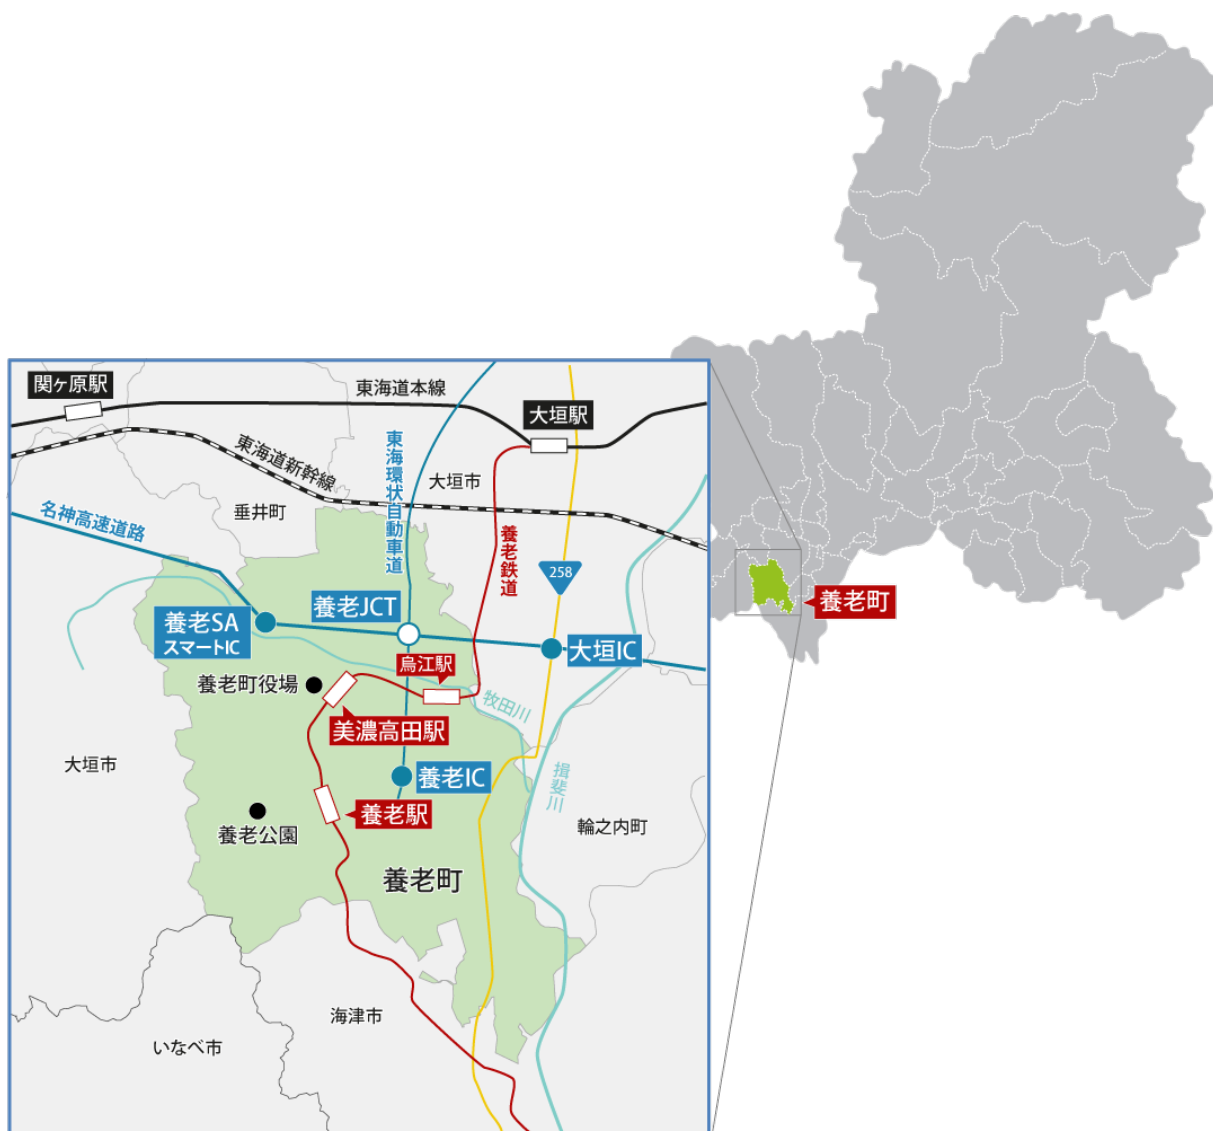 関ヶ原駅
東海道本線
大垣駅
東海道新幹線
東海環状自動車道
大垣市
垂井町
名神高速道路
養老鉄道
258
養老JCT
養老SA
スマートIC
大垣IC
養老町
烏江駅
養老町役場
牧田川
美濃高田駅
大垣市
養老IC
揖斐川
養老駅
養老公園
輪之内町
養老町
海津市
いなべ市